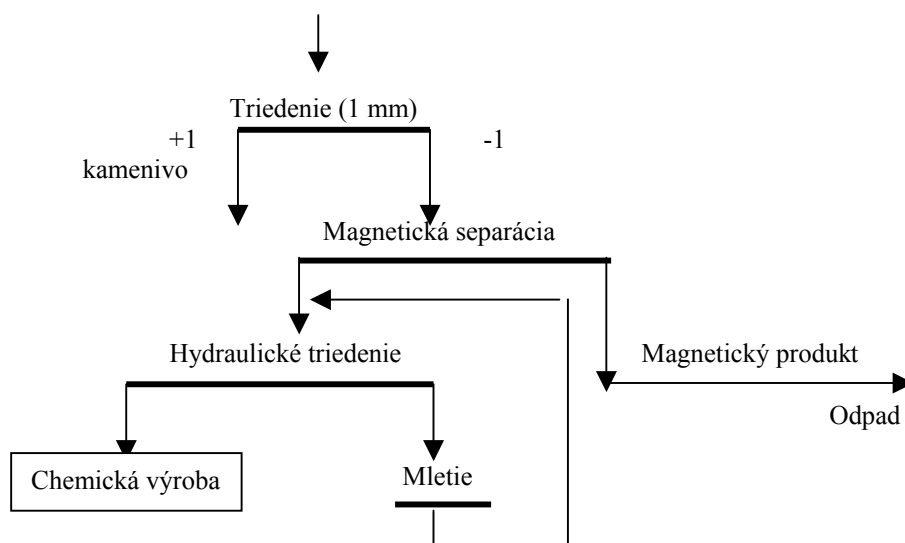 Triedenie (1 mm)
+1
-1
kamenivo
Magnetická separácia
Hydraulické triedenie
Magnetický produkt
Odpad
Chemická výroba
Mletie